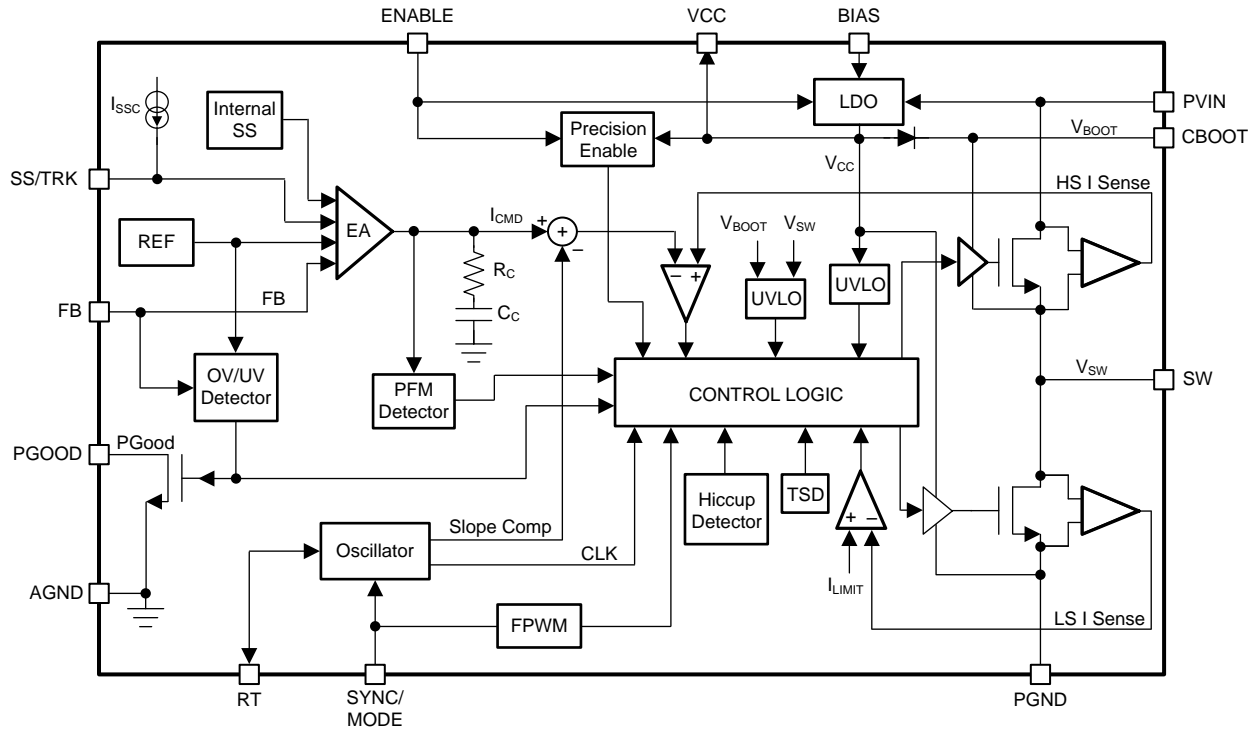 ENABLE
VCC
BIAS
ISSC
Internal
SS
LDO
PVIN
Precision
Enable
VBOOT
CBOOT
VCC
SS/TRK
HS I Sense
EA
ICMD
+
+
−
REF
VBOOT
VSW
− +
RC
UVLO
UVLO
FB
FB
CC
OV/UV
Detector
PFM
Detector
CONTROL LOGIC
VSW
SW
PGOOD
PGood
Hiccup
Detector
TSD
+ −
Slope Comp
Oscillator
CLK
ILIMIT
AGND
FPWM
LS I Sense
RT
SYNC/
MODE
PGND